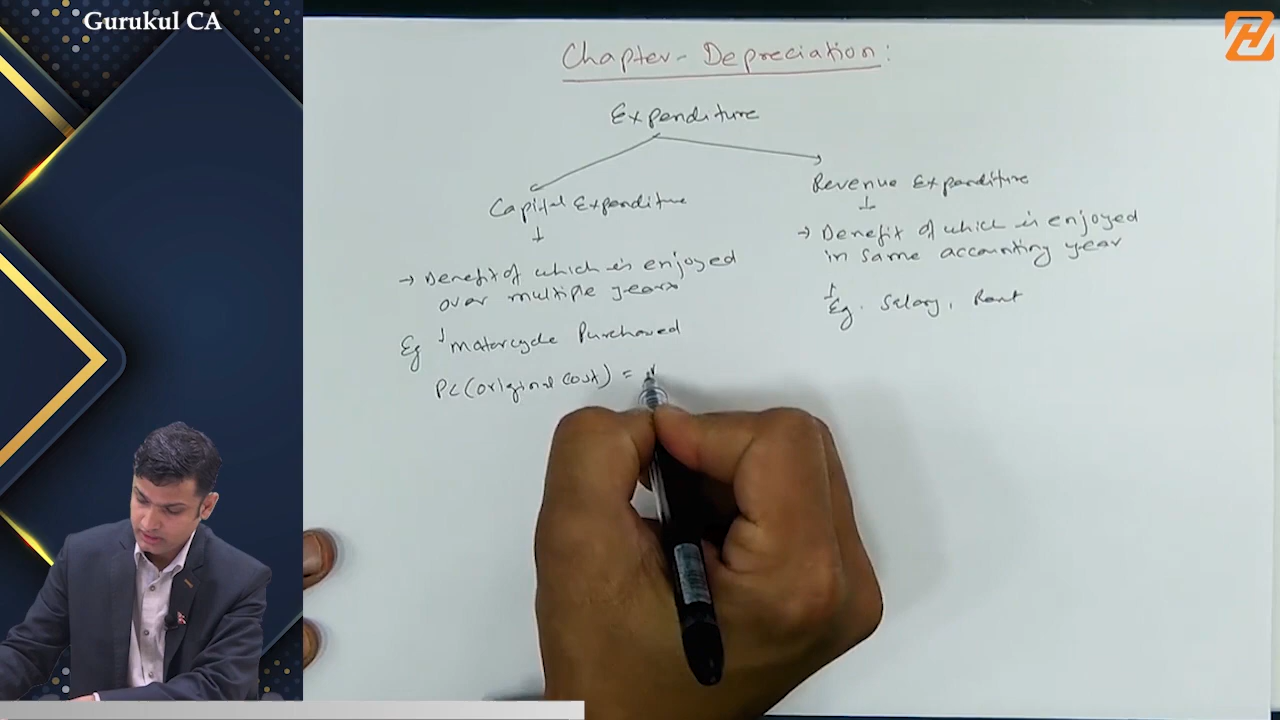 Gurukul CA
Chapter - Depreciation:
Expenditure
Capital Expenditure
→ Benefit of which is enjoyed
over multiple years
Eg motorcycle Purchased
PC (original cost) =
Revenue Expenditure
→ Benefit of which is enjoyed
in same accounting year
Eg. Salary, Rent